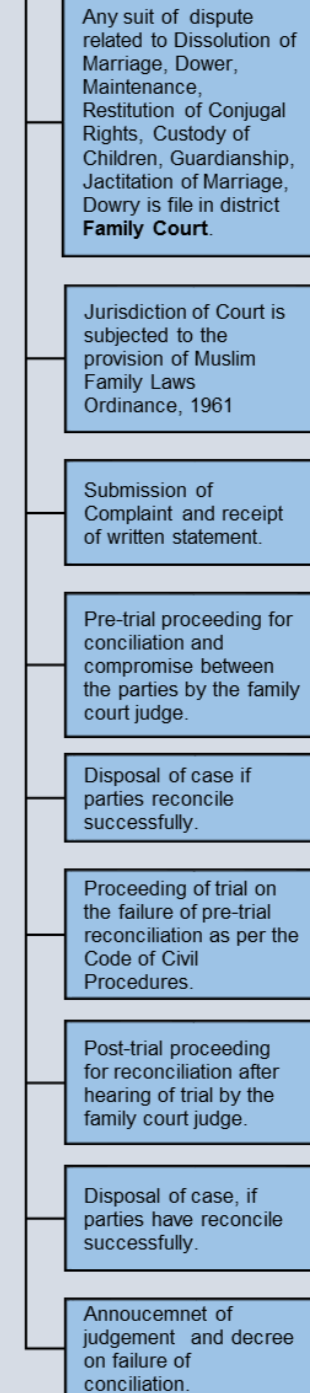 Any suit of dispute
related to Dissolution of
Marriage, Dower,
Maintenance,
Restitution of Conjugal
Rights, Custody of
Children, Guardianship,
Jactitation of Marriage,
Dowry is file in district
Family Court.
Jurisdiction of Court is
subjected to the
provision of Muslim
Family Laws
Ordinance, 1961
Submission of
Complaint and receipt
of written statement.
Pre-trial proceeding for
conciliation and
compromise between
the parties by the family
court judge.
Disposal of case if
parties reconcile
successfully.
Proceeding of trial on
the failure of pre-trial
reconciliation as per the
Code of Civil
Procedures.
Post-trial proceeding
for reconciliation after
hearing of trial by the
family court judge.
Disposal of case, if
parties have reconcile
successfully.
Annoucemnet of
judgement and decree
on failure of
conciliation.